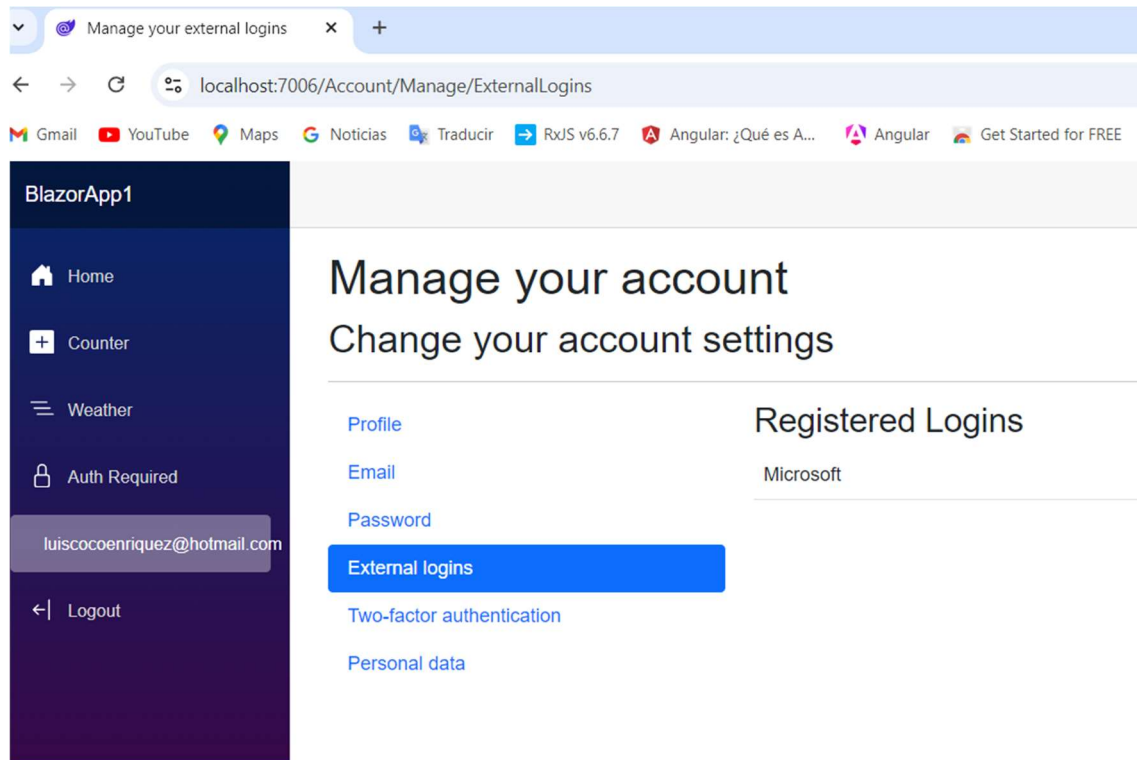 Manage your external logins
localhost:7006/Account/Manage/ExternalLogins
Gmail YouTube Maps Noticias Traducir RxJS v6.6.7 Angular: ¿Qué es A... Angular Get Started for FREE
BlazorApp1
Home
Counter
Weather
Auth Required
luiscocoenriquez@hotmail.com
Logout
Manage your account
Change your account settings
Profile
Email
Password
External logins
Two-factor authentication
Personal data
Registered Logins
Microsoft